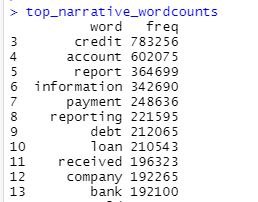 > top_narrative_wordcounts
word freq
3 credit 783256
4 account 602075
5 report 364699
6 information 342690
7 payment 248636
8 reporting 221595
9 debt 212065
10 loan 210543
11 received 196323
12 company 192265
13 bank 192100